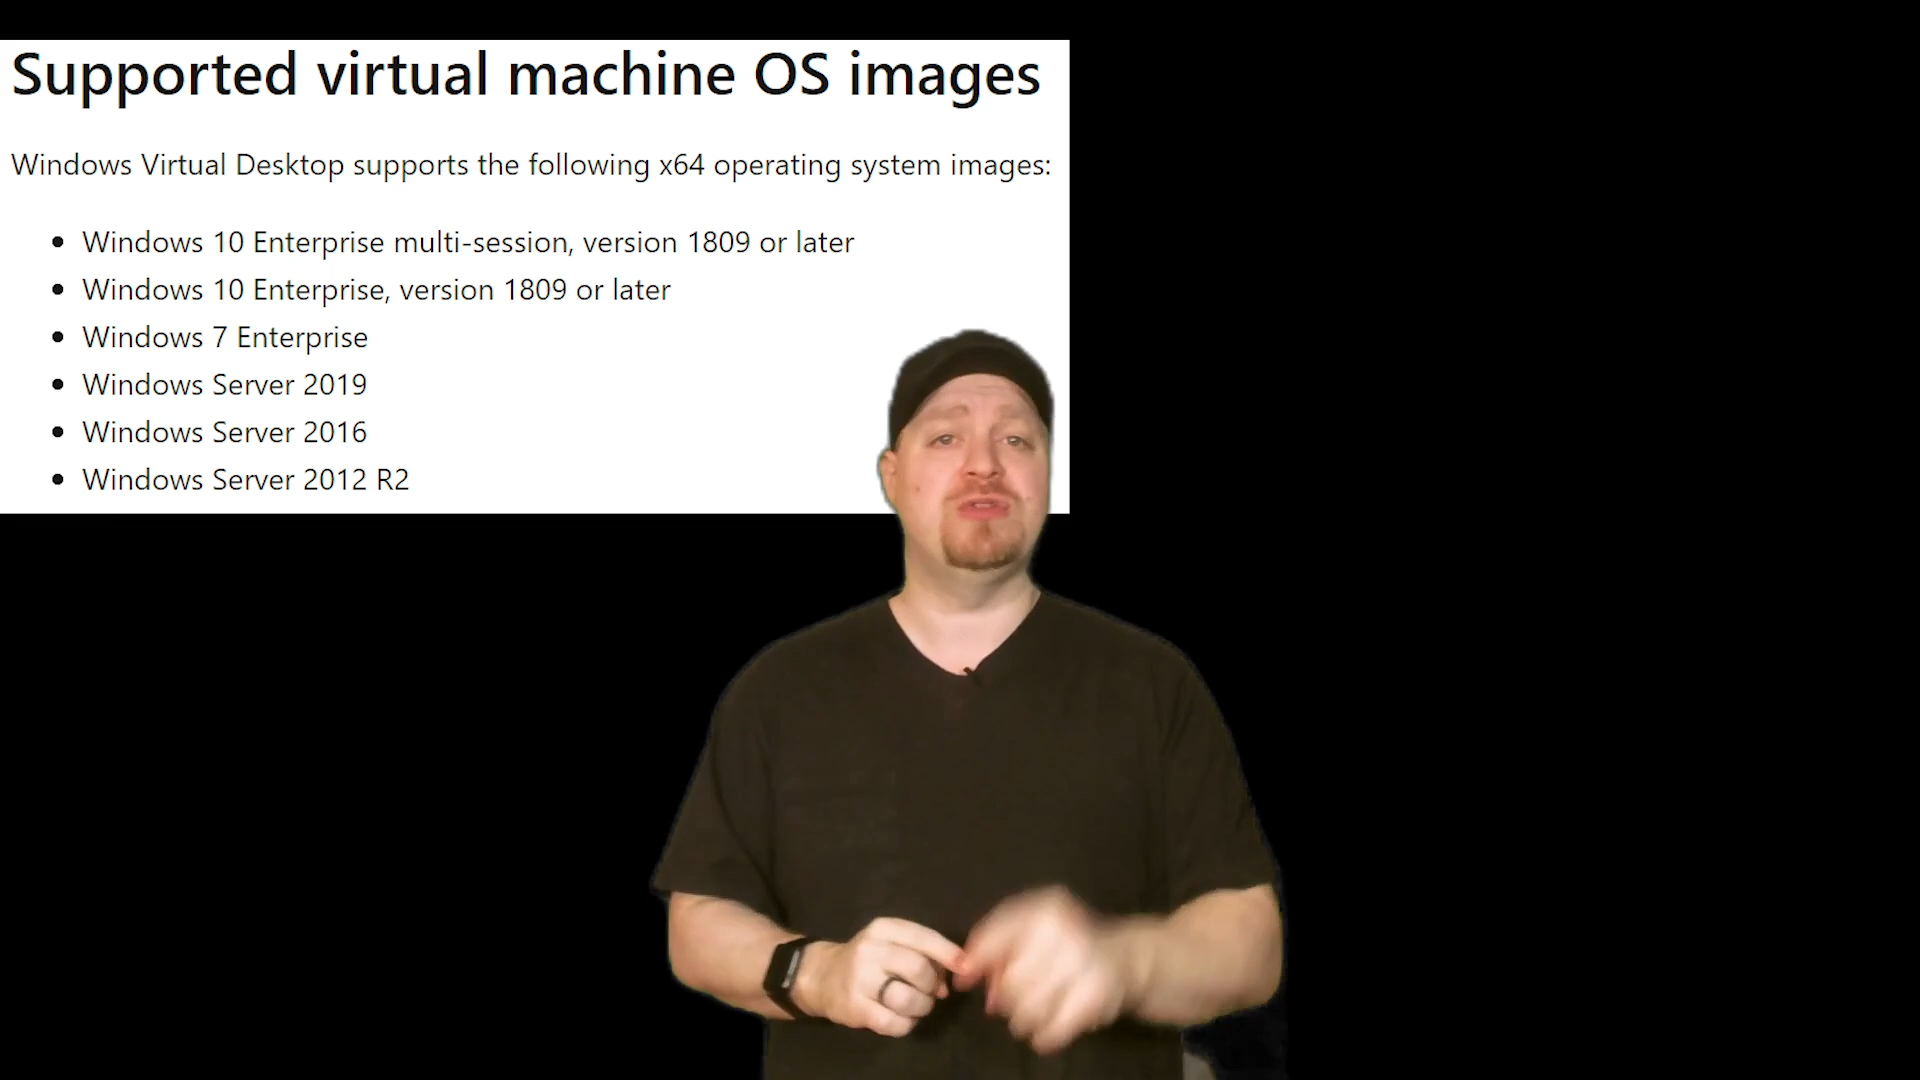 Supported virtual machine OS images
Windows Virtual Desktop supports the following x64 operating system images:
• Windows 10 Enterprise multi-session, version 1809 or later
• Windows 10 Enterprise, version 1809 or later
• Windows 7 Enterprise
• Windows Server 2019
• Windows Server 2016
• Windows Server 2012 R2